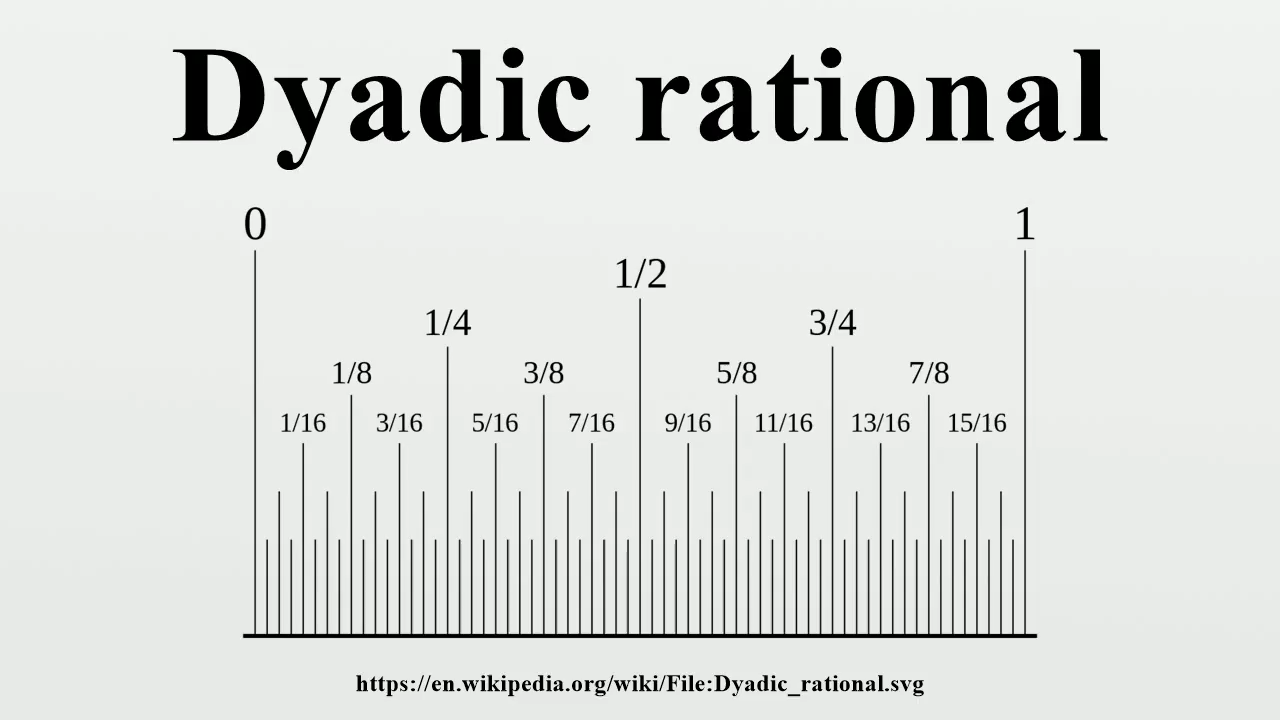 Dyadic rational
0 1
1/2
1/4 3/4
1/8 3/8 5/8 7/8
1/16 3/16 5/16 7/16 9/16 11/16 13/16 15/16
https://en.wikipedia.org/wiki/File:Dyadic_rational.svg